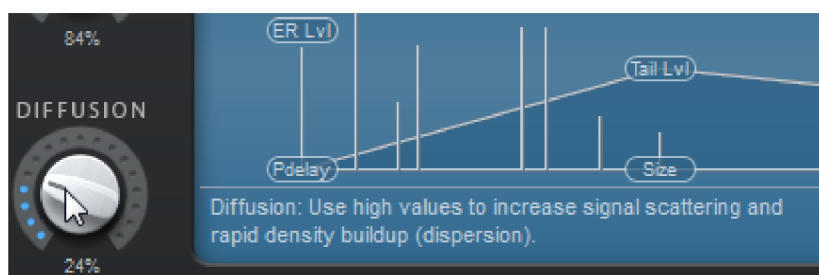 84%
ER Lvl
Tail Lvl
DIFFUSION
Pdelay
Size
Diffusion: Use high values to increase signal scattering and
rapid density buildup (dispersion).
24%